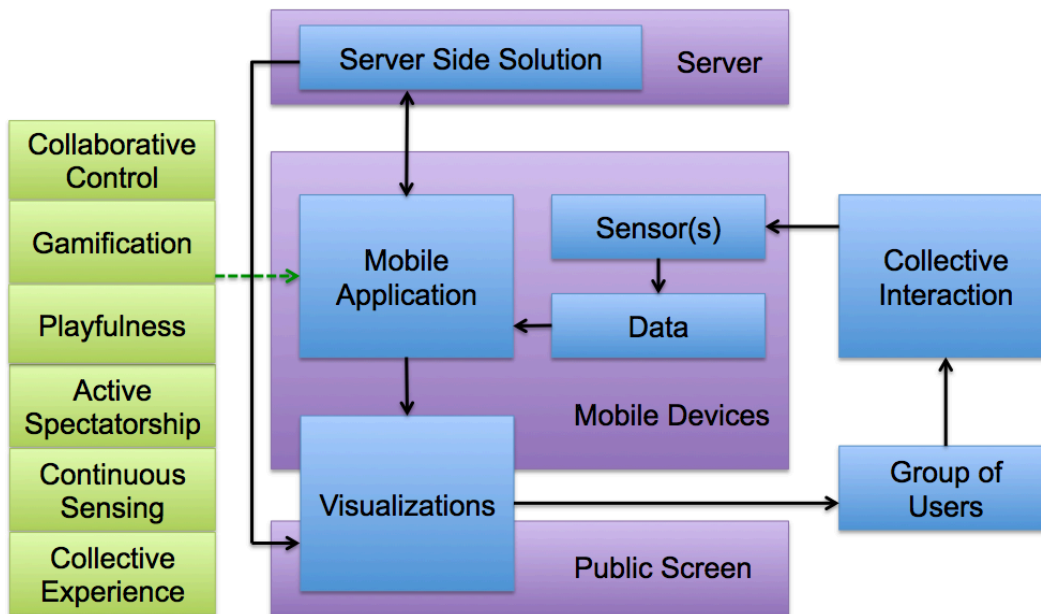 Server Side Solution
Server
Collaborative
Control
Gamification
Playfulness
Active
Spectatorship
Continuous
Sensing
Collective
Experience
Mobile
Application
Sensor(s)
Data
Mobile Devices
Collective
Interaction
Group of
Users
Visualizations
Public Screen